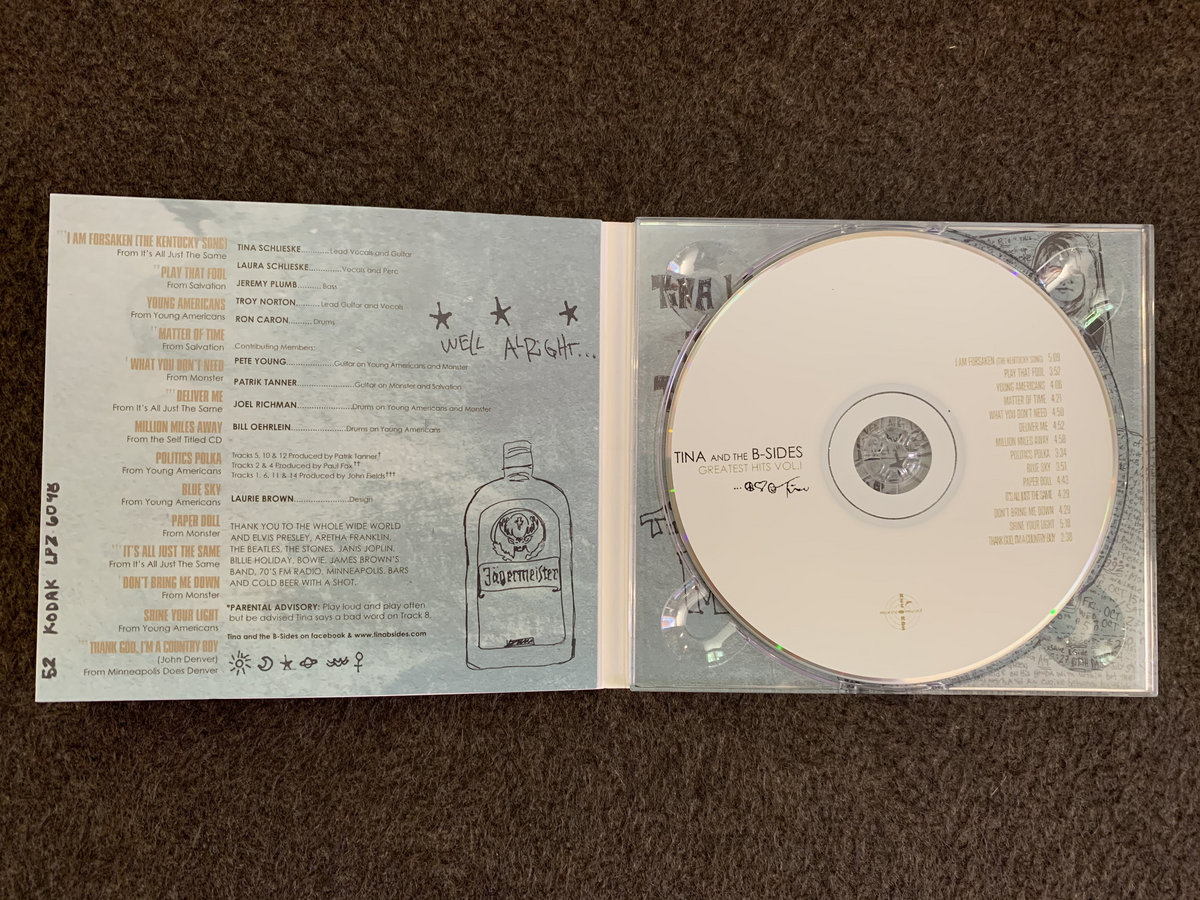 †††I AM FORSAKEN (THE KENTUCKY SONG)
From It's All Just The Same
††PLAY THAT FOOL
From Salvation
YOUNG AMERICANS
From Young Americans
††MATTER OF TIME
From Salvation
†WHAT YOU DON'T NEED
From Monster
†††DELIVER ME
From It's All Just The Same
MILLION MILES AWAY
From the Self Titled CD
POLITICS POLKA
From Young Americans
BLUE SKY
From Young Americans
†PAPER DOLL
From Monster
†††IT'S ALL JUST THE SAME
From It's All Just The Same
†DON'T BRING ME DOWN
From Monster
SHINE YOUR LIGHT
From Young Americans
†††THANK GOD, I'M A COUNTRY BOY
(John Denver)
From Minneapolis Does Denver
52 KODAK LPZ 6048
TINA SCHLIESKE............Lead Vocals and Guitar
LAURA SCHLIESKE..............Vocals and Perc
JEREMY PLUMB.........Bass
TROY NORTON..........Lead Guitar and Vocals
RON CARON.........Drums
Contributing Members:
PETE YOUNG....................Guitar on Young Americans and Monster
PATRIK TANNER........................Guitar on Monster and Salvation
JOEL RICHMAN.......................Drums on Young Americans and Monster
BILL OEHRLEIN.......................Drums on Young Americans
Tracks 5, 10 & 12 Produced by Patrik Tanner†
Tracks 2 & 4 Produced by Paul Fox††
Tracks 1, 6, 11 & 14 Produced by John Fields†††
LAURIE BROWN......................Design
THANK YOU TO THE WHOLE WIDE WORLD
AND ELVIS PRESLEY, ARETHA FRANKLIN,
THE BEATLES, THE STONES, JANIS JOPLIN,
BILLIE HOLIDAY, BOWIE, JAMES BROWN'S
BAND, 70'S FM RADIO, MINNEAPOLIS, BARS
AND COLD BEER WITH A SHOT.
*PARENTAL ADVISORY: Play loud and play often
but be advised Tina says a bad word on Track 8.
Tina and the B-Sides on facebook & www.tinabsides.com
WELL ALRIGHT...
Jägermeister
TINA
TINA AND THE B-SIDES
GREATEST HITS VOL.1
... Tina
I AM FORSAKEN (THE KENTUCKY SONG) 5:09
PLAY THAT FOOL 3:52
YOUNG AMERICANS 4:06
MATTER OF TIME 4:21
WHAT YOU DON'T NEED 4:50
DELIVER ME 4:52
MILLION MILES AWAY 4:58
POLITICS POLKA 3:34
BLUE SKY 3:51
PAPER DOLL 4:43
IT'S ALL JUST THE SAME 4:29
DON'T BRING ME DOWN 4:29
SHINE YOUR LIGHT 5:18
THANK GOD, I'M A COUNTRY BOY 2:38